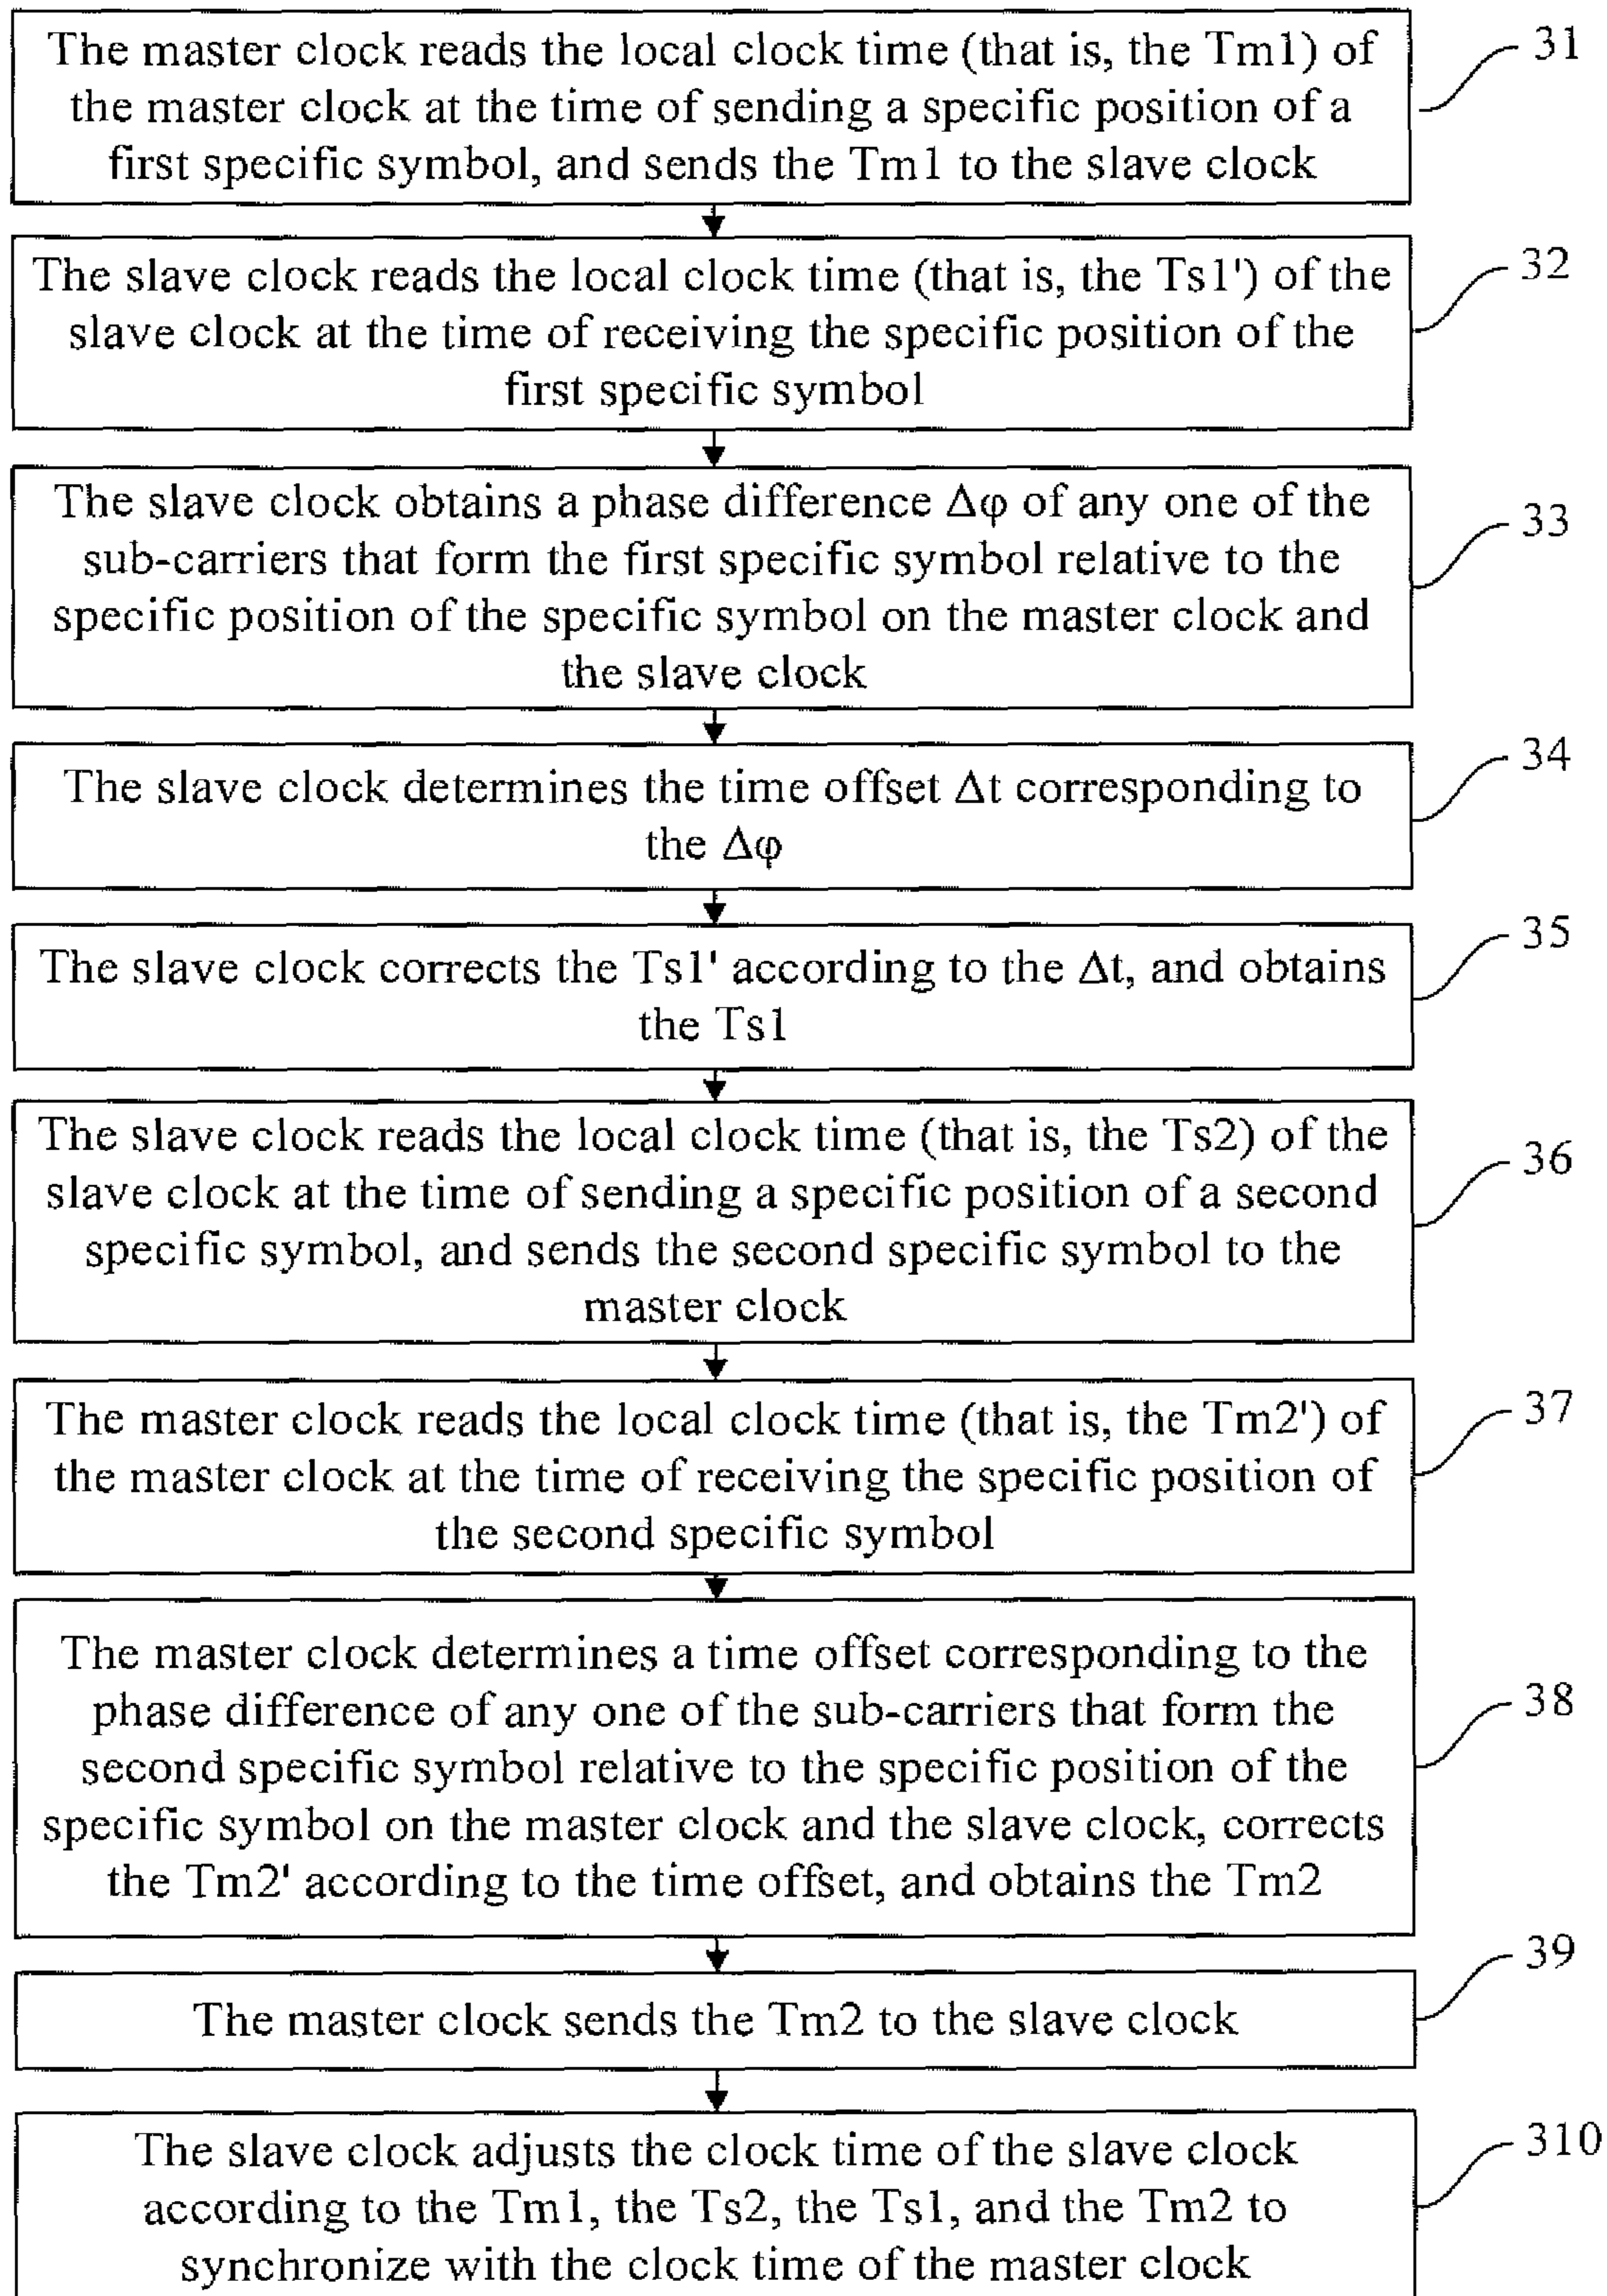 The master clock reads the local clock time (that is, the Tm1) of
the master clock at the time of sending a specific position of a
first specific symbol, and sends the Tm1 to the slave clock
31
The slave clock reads the local clock time (that is, the Ts1') of the
slave clock at the time of receiving the specific position of the
first specific symbol
32
The slave clock obtains a phase difference Δφ of any one of the
sub-carriers that form the first specific symbol relative to the
specific position of the specific symbol on the master clock and
the slave clock
33
The slave clock determines the time offset Δt corresponding to
the Δφ
34
The slave clock corrects the Ts1' according to the Δt, and obtains
the Ts1
35
The slave clock reads the local clock time (that is, the Ts2) of the
slave clock at the time of sending a specific position of a second
specific symbol, and sends the second specific symbol to the
master clock
36
The master clock reads the local clock time (that is, the Tm2') of
the master clock at the time of receiving the specific position of
the second specific symbol
37
The master clock determines a time offset corresponding to the
phase difference of any one of the sub-carriers that form the
second specific symbol relative to the specific position of the
specific symbol on the master clock and the slave clock, corrects
the Tm2' according to the time offset, and obtains the Tm2
38
The master clock sends the Tm2 to the slave clock
39
The slave clock adjusts the clock time of the slave clock
according to the Tm1, the Ts2, the Ts1, and the Tm2 to
synchronize with the clock time of the master clock
310